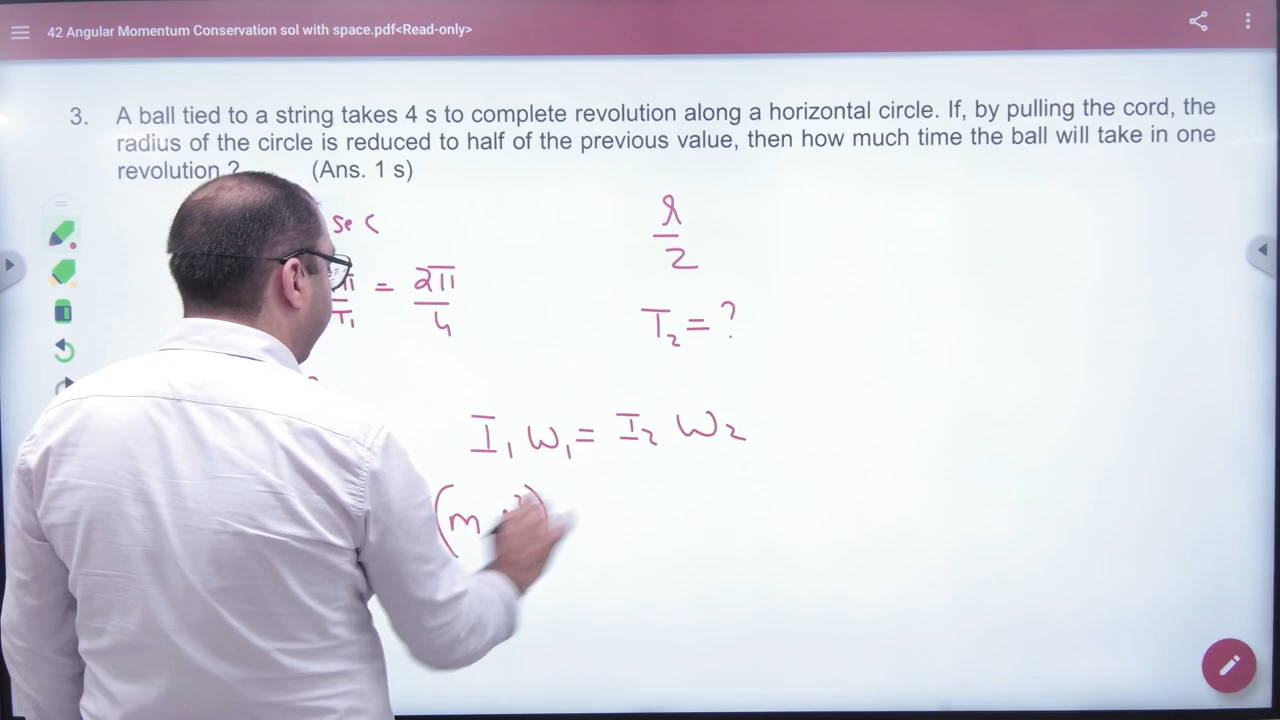 42 Angular Momentum Conservation sol with space.pdf<Read-only>
3. A ball tied to a string takes 4 s to complete revolution along a horizontal circle. If, by pulling the cord, the
radius of the circle is reduced to half of the previous value, then how much time the ball will take in one
revolution ? (Ans. 1 s)
sec
r/2
= 2π/4
T₁
T₂ = ?
I₁ ω₁ = I₂ ω₂
(m ²)